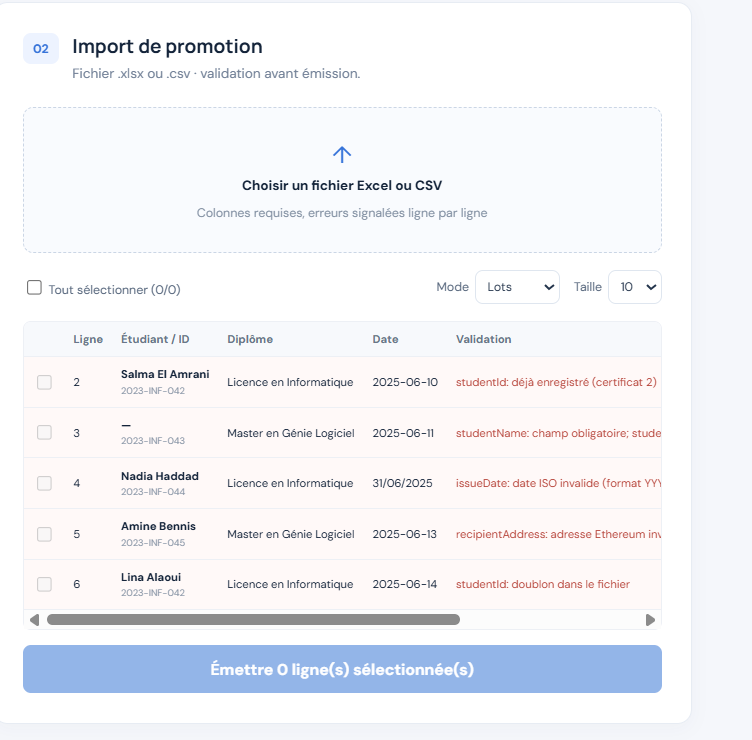 02
Import de promotion
Fichier .xlsx ou .csv · validation avant émission.
Choisir un fichier Excel ou CSV
Colonnes requises, erreurs signalées ligne par ligne
Tout sélectionner (0/0) Mode Lots Taille 10
Ligne Étudiant / ID Diplôme Date Validation
2 Salma El Amrani 2023-INF-042 Licence en Informatique 2025-06-10 studentId: déjà enregistré (certificat 2)
3 — 2023-INF-043 Master en Génie Logiciel 2025-06-11 studentName: champ obligatoire; stude
4 Nadia Haddad 2023-INF-044 Licence en Informatique 31/06/2025 issueDate: date ISO invalide (format YYY
5 Amine Bennis 2023-INF-045 Master en Génie Logiciel 2025-06-13 recipientAddress: adresse Ethereum inv
6 Lina Alaoui 2023-INF-042 Licence en Informatique 2025-06-14 studentId: doublon dans le fichier
Émettre 0 ligne(s) sélectionnée(s)